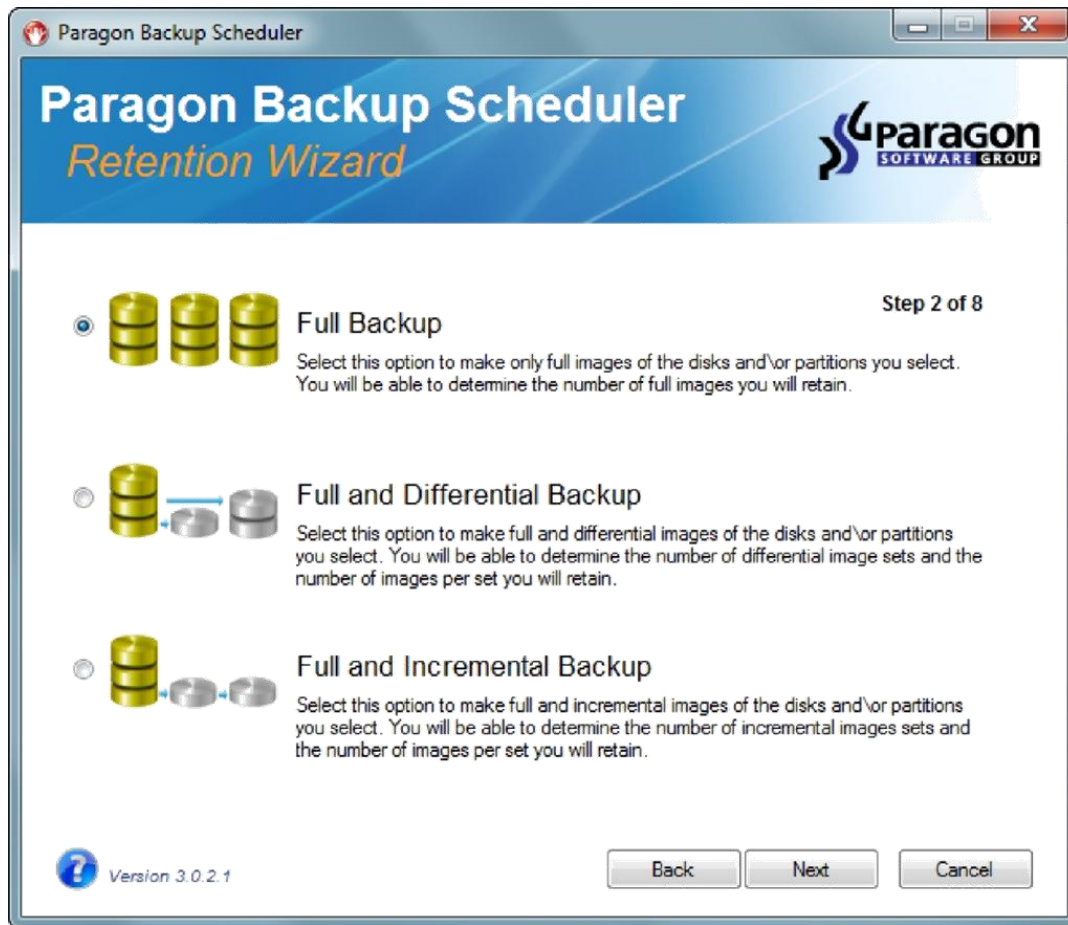 Paragon Backup Scheduler
Paragon Backup Scheduler
Retention Wizard
Paragon
SOFTWARE GROUP
Step 2 of 8
Full Backup
Select this option to make only full images of the disks and\or partitions you select.
You will be able to determine the number of full images you will retain.
Full and Differential Backup
Select this option to make full and differential images of the disks and\or partitions
you select. You will be able to determine the number of differential image sets and the
number of images per set you will retain.
Full and Incremental Backup
Select this option to make full and incremental images of the disks and\or partitions
you select. You will be able to determine the number of incremental images sets and
the number of images per set you will retain.
? Version 3.0.2.1
Back Next Cancel